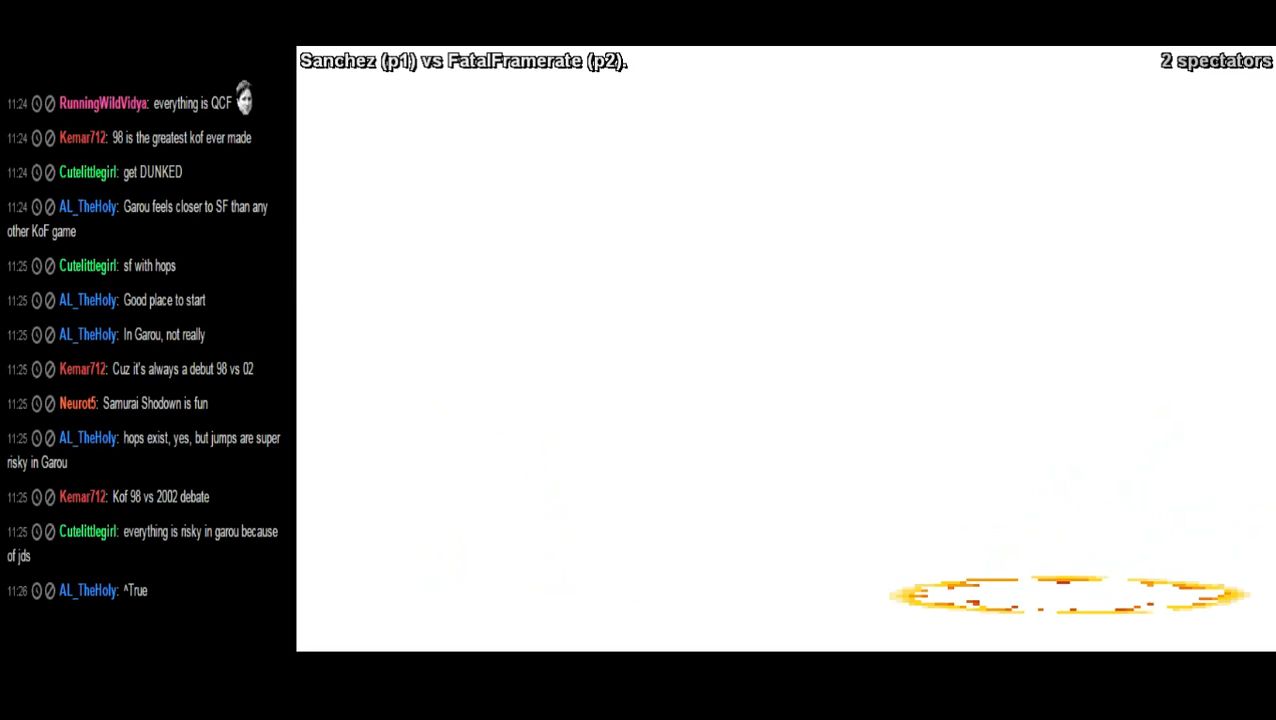 Sanchez (p1) vs FatalFramerate (p2).
2 spectators
11:24 RunningWildVidya: everything is QCF
11:24 Kemar712: 98 is the greatest kof ever made
11:24 Cutelittlegirl: get DUNKED
11:24 AL_TheHoly: Garou feels closer to SF than any
other KoF game
11:25 Cutelittlegirl: sf with hops
11:25 AL_TheHoly: Good place to start
11:25 AL_TheHoly: In Garou, not really
11:25 Kemar712: Cuz it's always a debut 98 vs 02
11:25 Neurot5: Samurai Shodown is fun
11:25 AL_TheHoly: hops exist, yes, but jumps are super
risky in Garou
11:25 Kemar712: Kof 98 vs 2002 debate
11:25 Cutelittlegirl: everything is risky in garou because
of jds
11:26 AL_TheHoly: ^True